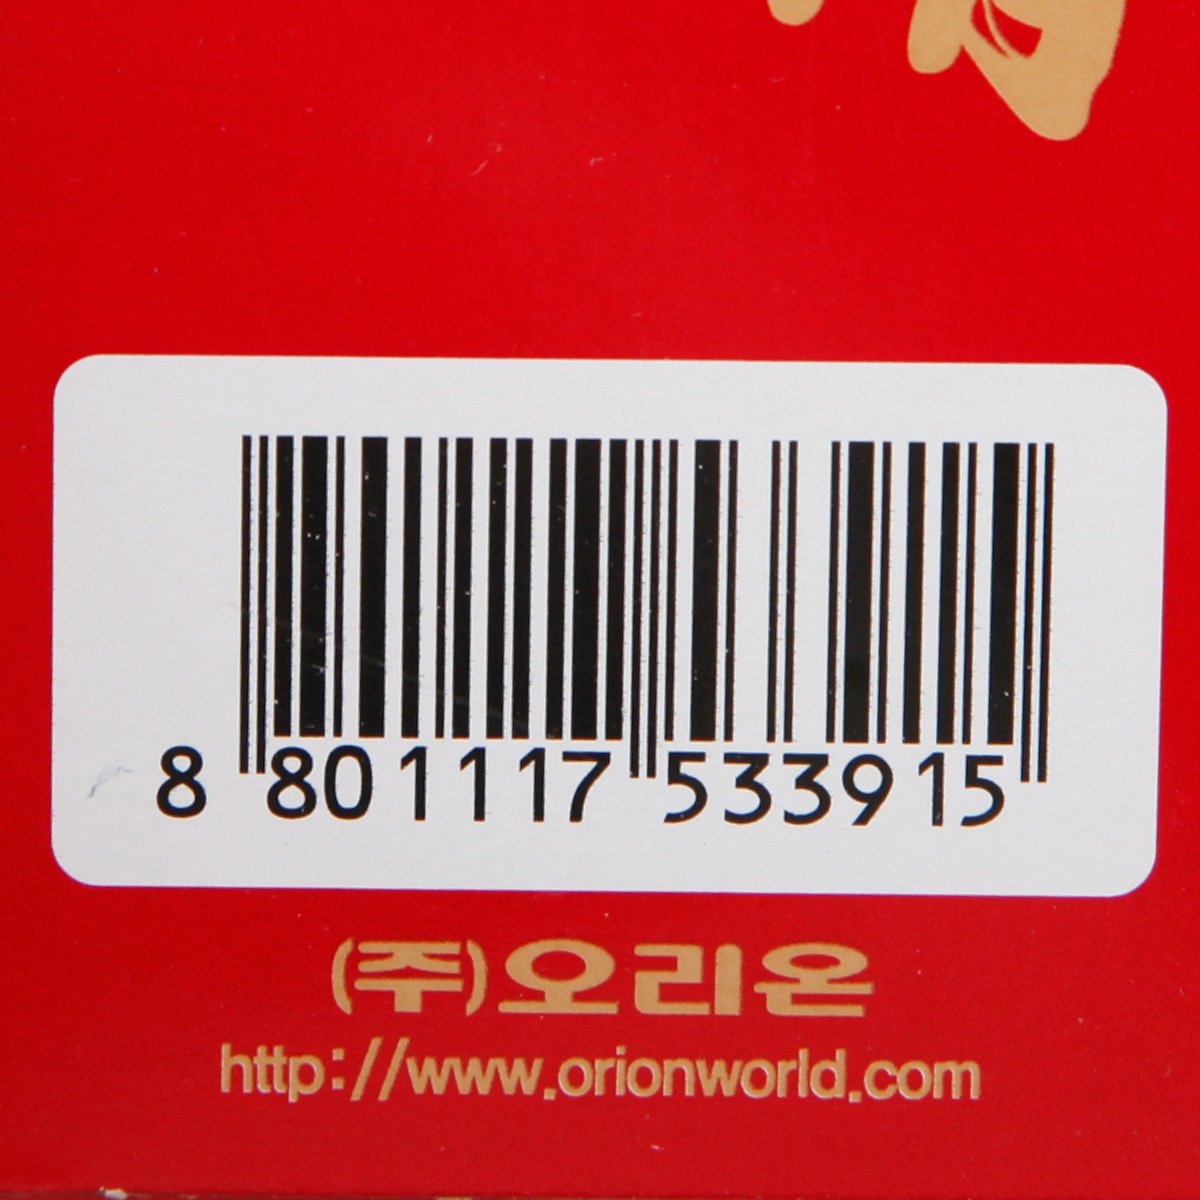 8 801117 533915
(주)오리온
http://www.orionworld.com